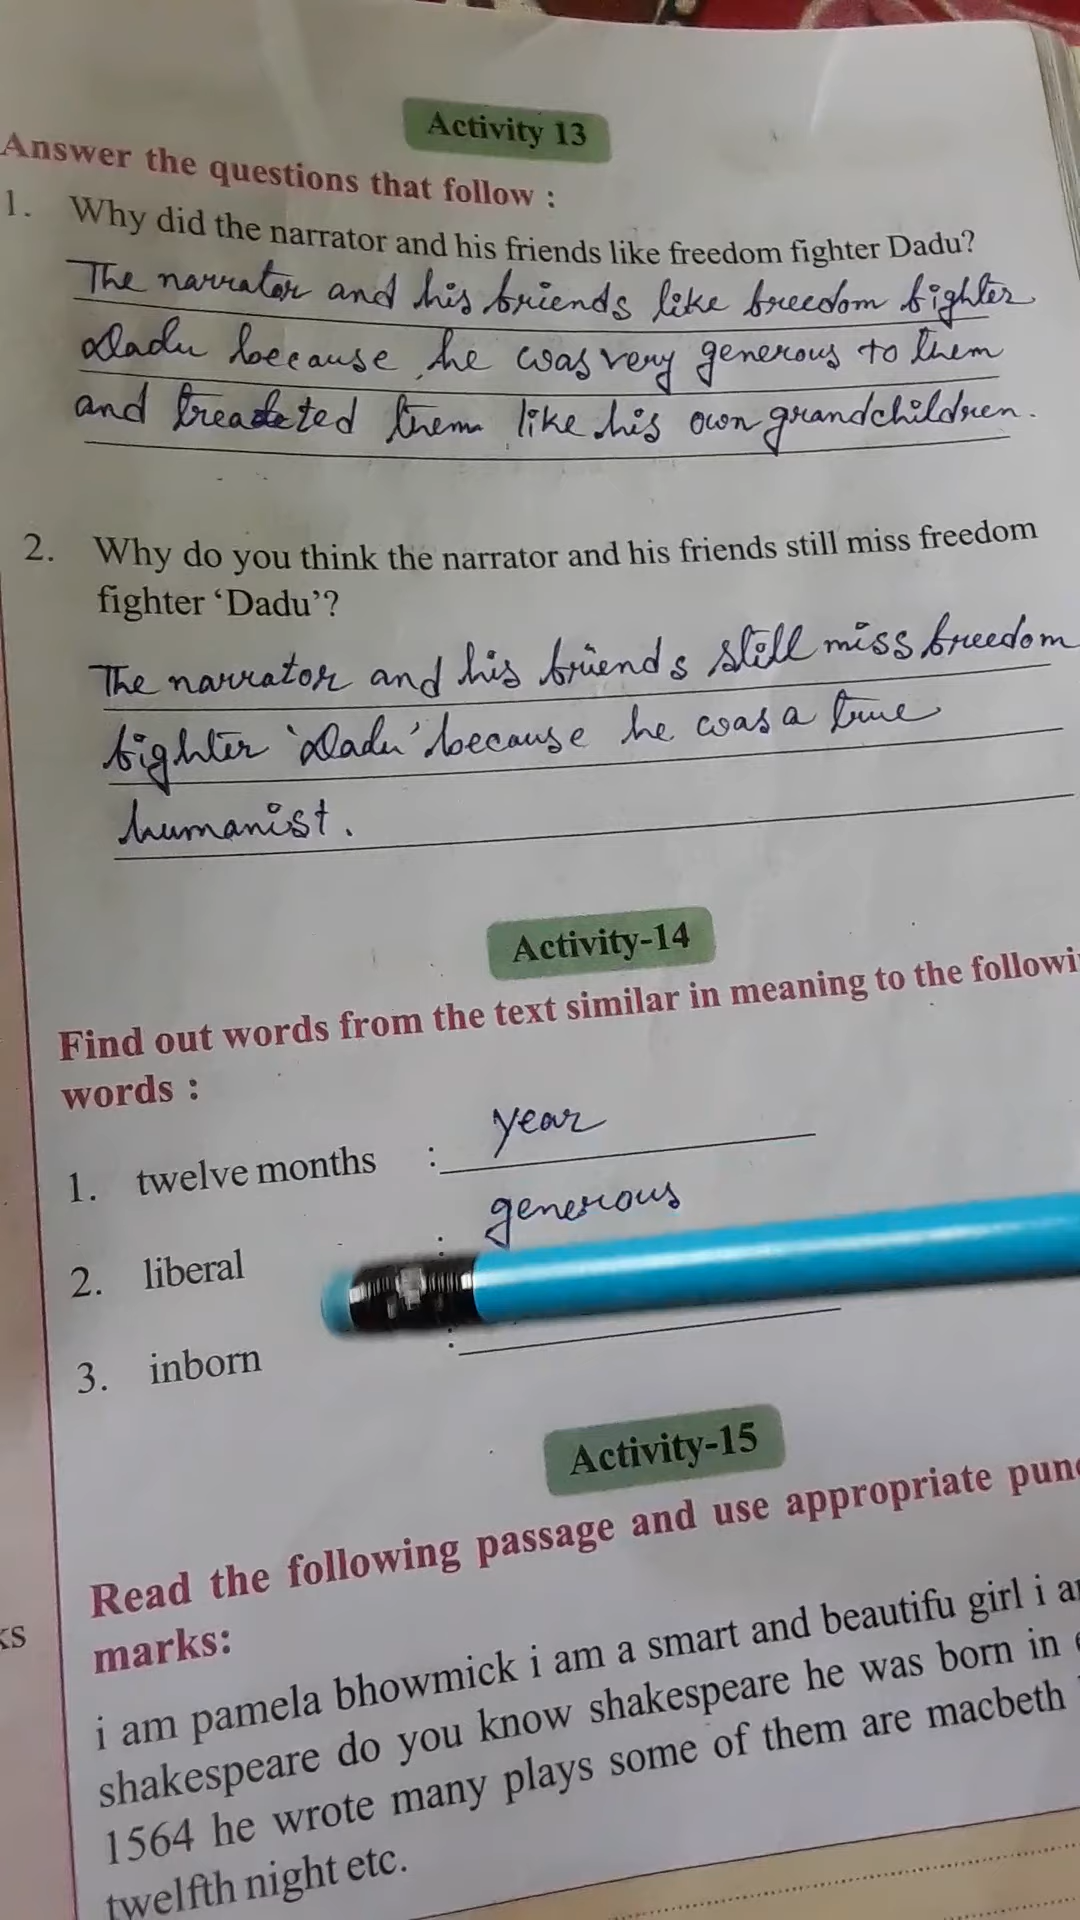 Activity 13
Answer the questions that follow :
1. Why did the narrator and his friends like freedom fighter Dadu?
The narrator and his friends like freedom fighter
Dadu because he was very generous to them
and treated them like his own grandchildren.
2. Why do you think the narrator and his friends still miss freedom
fighter ‘Dadu’?
The narrator and his friends still miss freedom
fighter 'Dadu' because he was a true
humanist.
Activity-14
Find out words from the text similar in meaning to the followi
words :
1. twelve months : year
2. liberal : generous
3. inborn :
Activity-15
Read the following passage and use appropriate punc
marks:
i am pamela bhowmick i am a smart and beautifu girl i a
shakespeare do you know shakespeare he was born in
1564 he wrote many plays some of them are macbeth
twelfth night etc.